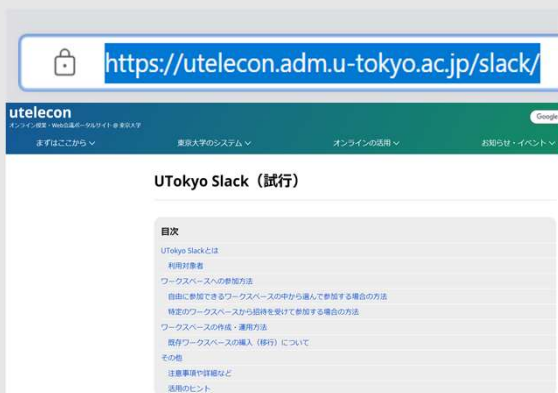 https://utelecon.adm.u-tokyo.ac.jp/slack/
utelecon
オンライン授業・Web会議ポータルサイト @ 東京大学
Google
まずはここから
東京大学のシステム
オンラインの活用
お知らせ・イベント
UTokyo Slack（試行）
目次
UTokyo Slackとは
利用対象者
ワークスペースへの参加方法
自由に参加できるワークスペースの中から選んで参加する場合の方法
特定のワークスペースから招待を受けて参加する場合の方法
ワークスペースの作成・運用方法
既存ワークスペースの編入（移行）について
その他
注意事項や詳細など
活用のヒント